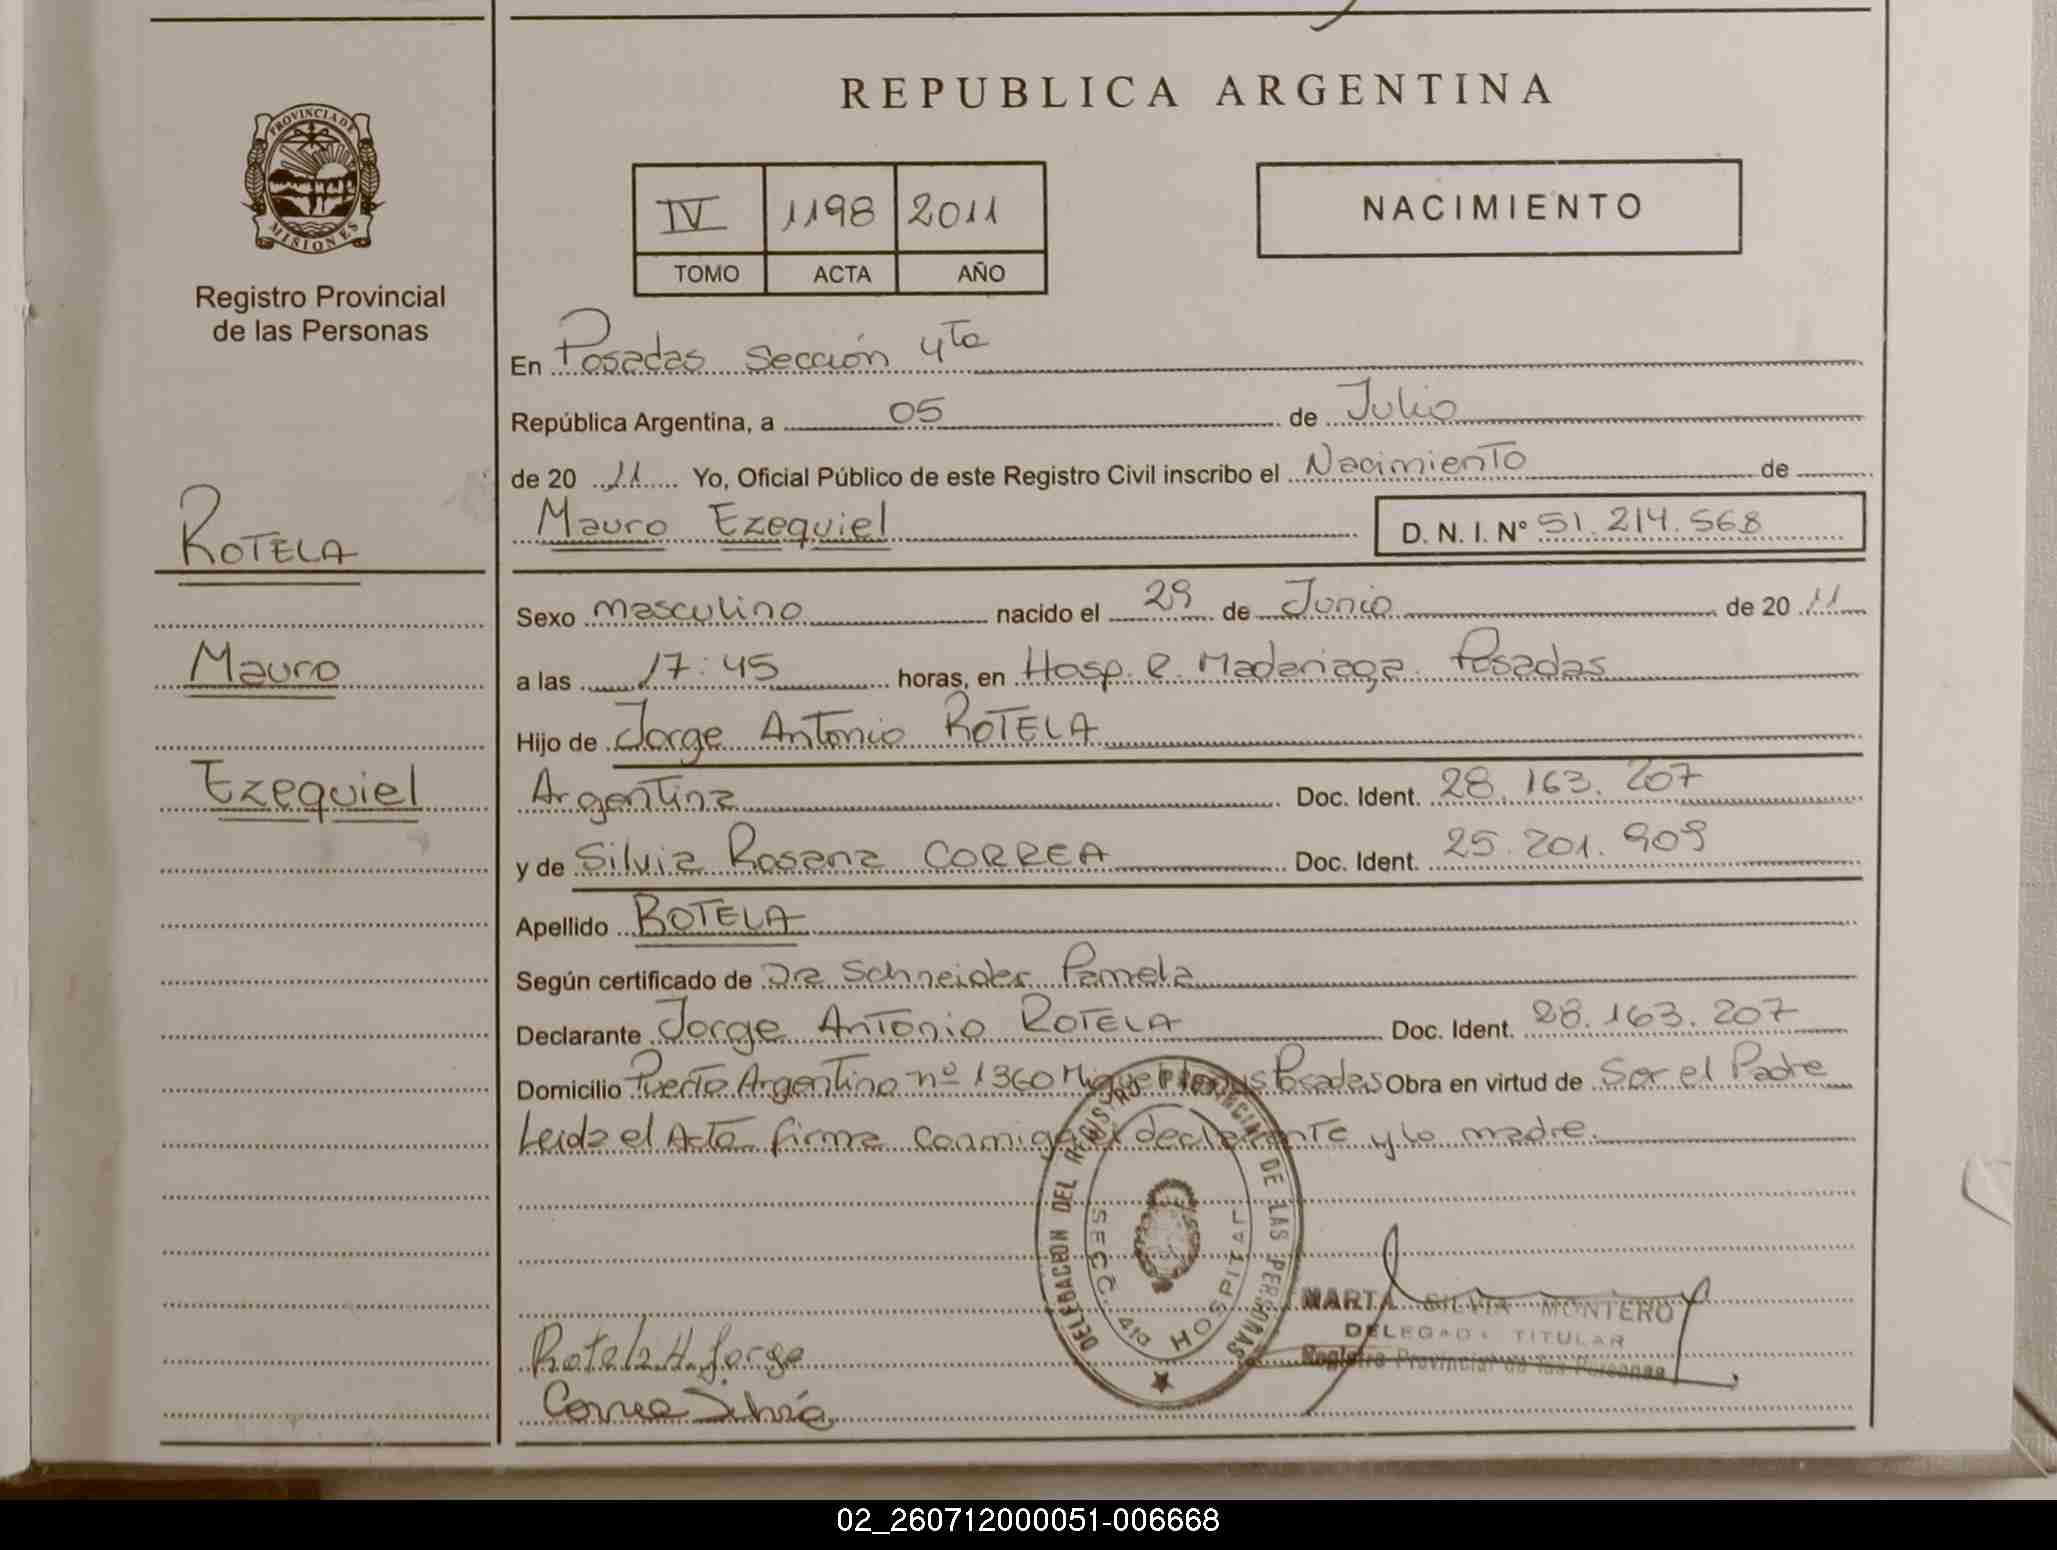 REPUBLICA ARGENTINA
PROVINCIA DE MISIONES
Registro Provincial
de las Personas
IV 1198 2011
TOMO ACTA AÑO
NACIMIENTO
En Posadas Sección 4ta
República Argentina, a 05 de Julio
de 20 11 Yo, Oficial Público de este Registro Civil inscribo el Nacimiento de
Mauro Ezequiel D. N. I. Nº 51.214.568
ROTELA
Mauro
Ezequiel
Sexo masculino nacido el 29 de Junio de 20 11
a las 17:45 horas, en Hosp. R. Madariaga. Posadas
Hijo de Jorge Antonio ROTELA
Argentina Doc. Ident. 28.163.207
y de Silvia Rosana CORREA Doc. Ident. 25.201.909
Apellido ROTELA
Según certificado de Dra Schneider Pamela
Declarante Jorge Antonio ROTELA Doc. Ident. 28.163.207
Domicilio Puerto Argentino nº 1360 Miguel Posadas Obra en virtud de Ser el Padre
Leida el Acta firma conmigo el declarante y la madre.
DELEGACION DEL REGISTRO PROVINCIAL DE LAS PERSONAS
SECC. 4ta HOSPITAL
MARTA SILVIA MONTERO
DELEGADA TITULAR
Registro Provincial de las Personas
Rotela A. Jorge
Correa Silvia
02_260712000051-006668